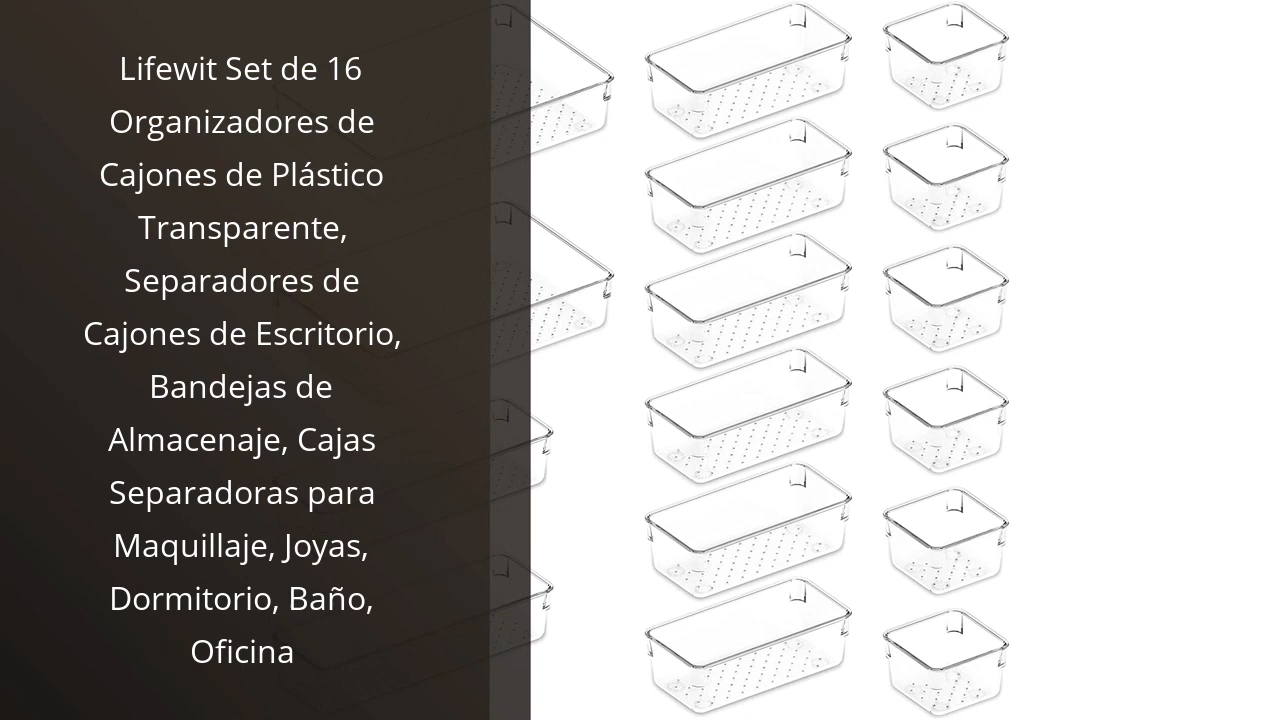 Lifewit Set de 16
Organizadores de
Cajones de Plástico
Transparente,
Separadores de
Cajones de Escritorio,
Bandejas de
Almacenaje, Cajas
Separadoras para
Maquillaje, Joyas,
Dormitorio, Baño,
Oficina